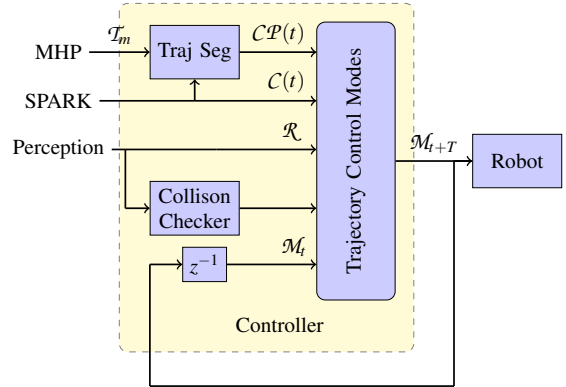 MHP
𝒯ₘ
Traj Seg
𝒞𝒫(t)
SPARK
𝒞(t)
Perception
ℛ
Collison
Checker
z⁻¹
ℳₜ
Trajectory Control Modes
ℳₜ₊T
Robot
Controller